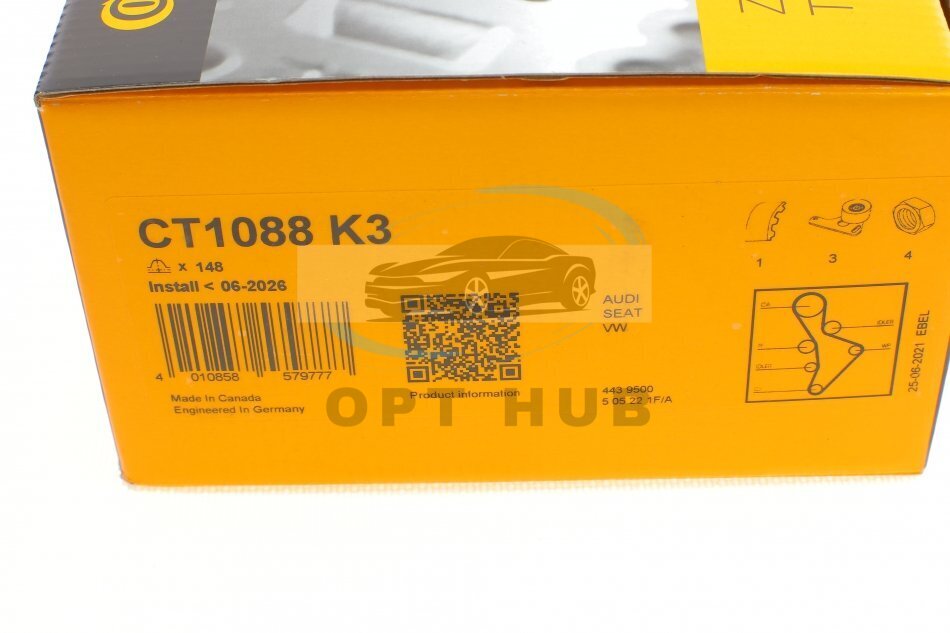 Z
T
CT1088 K3
x 148
Install < 06-2026
4 010858 579777
Made In Canada
Engineered In Germany
Product information
AUDI
SEAT
VW
443 9500
5 05 22 1F/A
1
3
4
WP
25-06-2021 EBEL
OPT HUB